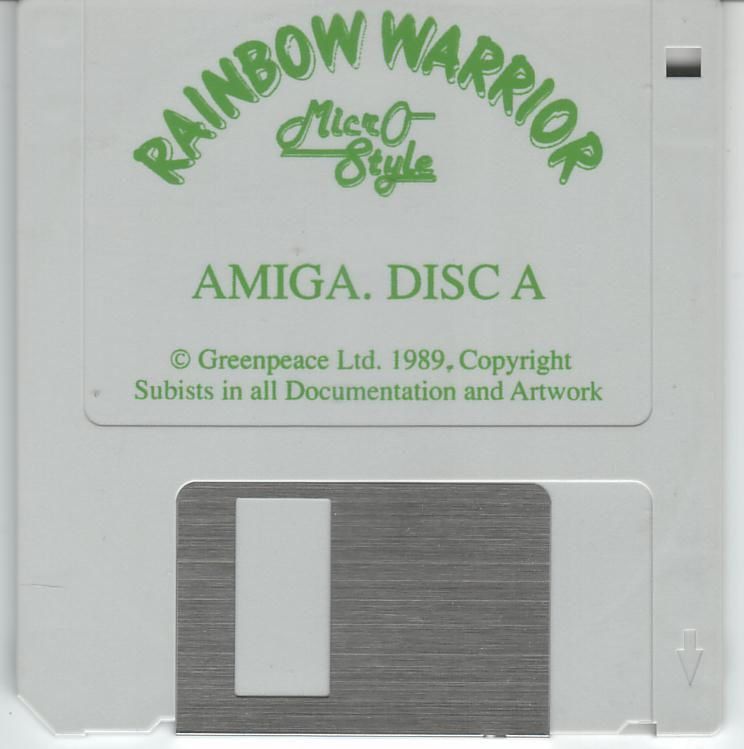 RAINBOW WARRIOR
MicrO
Style
AMIGA. DISC A
© Greenpeace Ltd. 1989, Copyright
Subists in all Documentation and Artwork